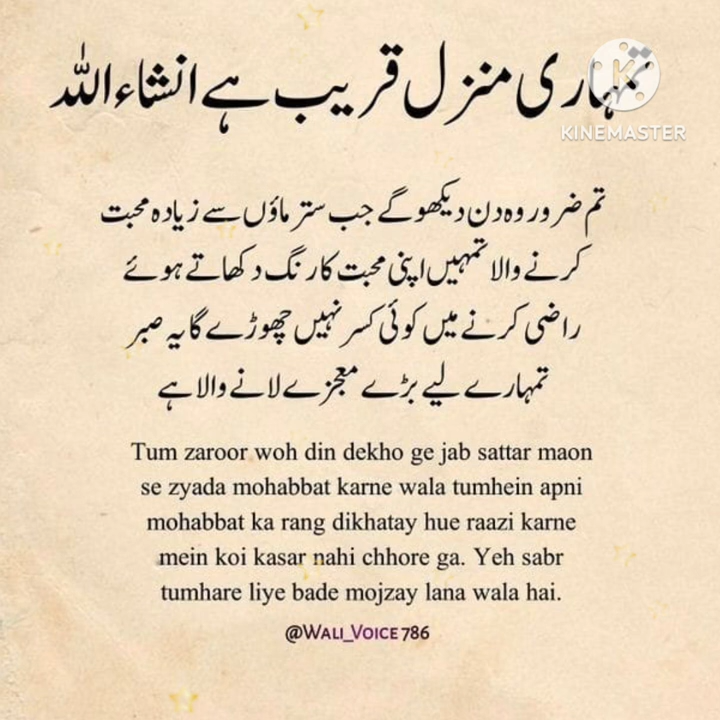 تمہاری منزل قریب ہے انشاء اللہ
KINEMASTER
تم ضرور وہ دن دیکھو گے جب ستر ماؤں سے زیادہ محبت
کرنے والا تمہیں اپنی محبت کا رنگ دکھاتے ہوئے
راضی کرنے میں کوئی کسر نہیں چھوڑے گا یہ صبر
تمہارے لیے بڑے معجزے لانے والا ہے
Tum zaroor woh din dekho ge jab sattar maon
se zyada mohabbat karne wala tumhein apni
mohabbat ka rang dikhatay hue raazi karne
mein koi kasar nahi chhore ga. Yeh sabr
tumhare liye bade mojzay lana wala hai.
@WALI_VOICE 786